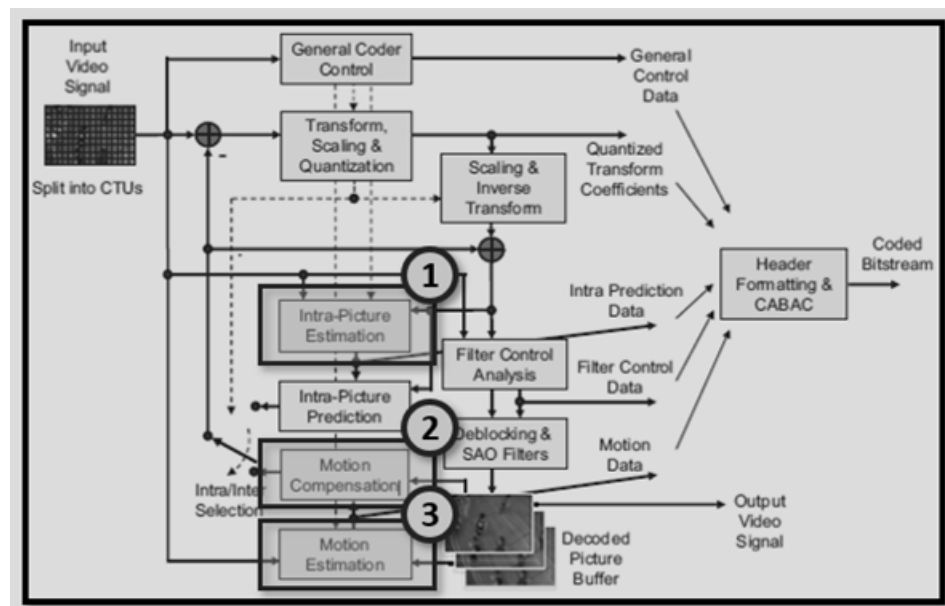 Input
Video
Signal
Split into CTUs
General Coder
Control
Transform,
Scaling &
Quantization
Scaling &
Inverse
Transform
General
Control
Data
Quantized
Transform
Coefficients
1
Intra-Picture
Estimation
Intra Prediction
Data
Header
Formatting &
CABAC
Coded
Bitstream
Filter Control
Analysis
Filter Control
Data
Intra-Picture
Prediction
2
Deblocking &
SAO Filters
Motion
Compensation
Motion
Data
Intra/Inter
Selection
3
Motion
Estimation
Output
Video
Signal
Decoded
Picture
Buffer